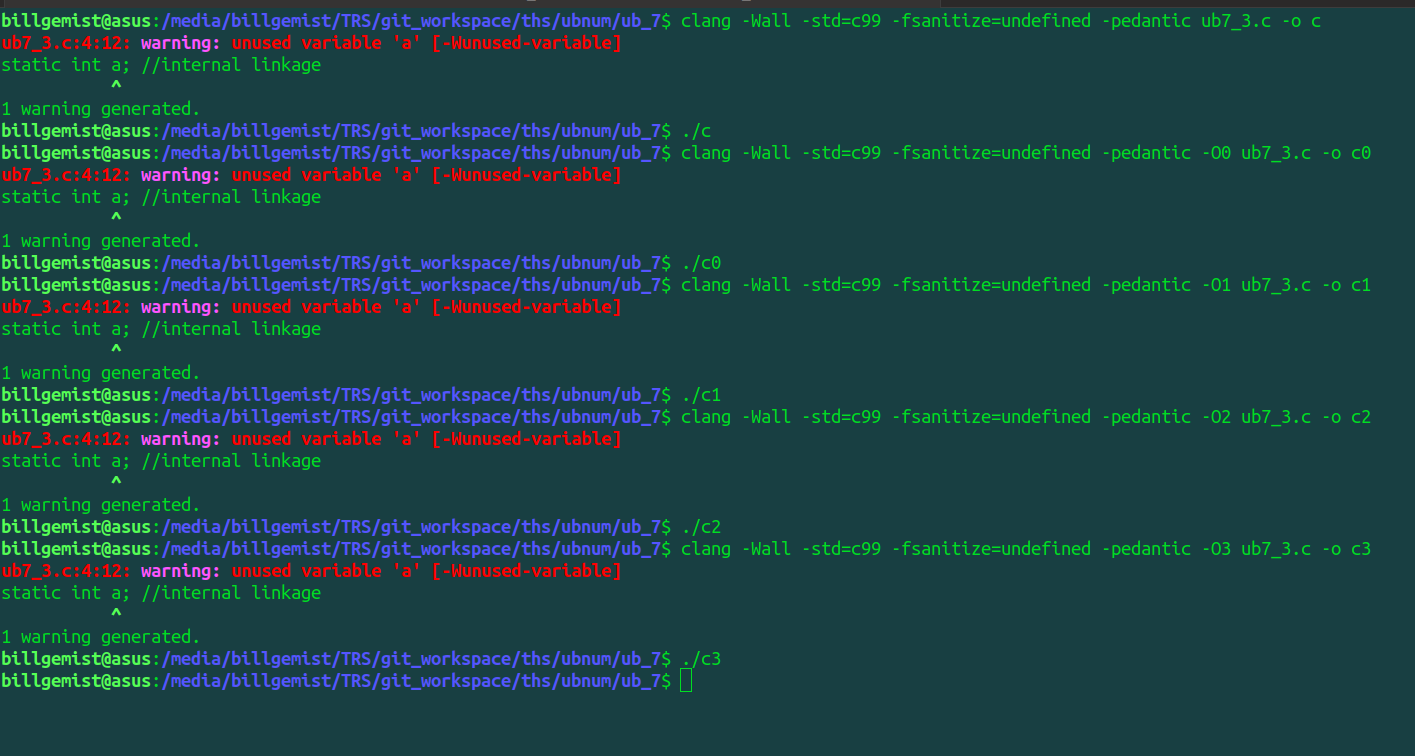 billgemist@asus:/media/billgemist/TRS/git_workspace/ths/ubnum/ub_7$ clang -Wall -std=c99 -fsanitize=undefined -pedantic ub7_3.c -o c
ub7_3.c:4:12: warning: unused variable 'a' [-Wunused-variable]
static int a; //internal linkage
           ^
1 warning generated.
billgemist@asus:/media/billgemist/TRS/git_workspace/ths/ubnum/ub_7$ ./c
billgemist@asus:/media/billgemist/TRS/git_workspace/ths/ubnum/ub_7$ clang -Wall -std=c99 -fsanitize=undefined -pedantic -O0 ub7_3.c -o c0
ub7_3.c:4:12: warning: unused variable 'a' [-Wunused-variable]
static int a; //internal linkage
           ^
1 warning generated.
billgemist@asus:/media/billgemist/TRS/git_workspace/ths/ubnum/ub_7$ ./c0
billgemist@asus:/media/billgemist/TRS/git_workspace/ths/ubnum/ub_7$ clang -Wall -std=c99 -fsanitize=undefined -pedantic -O1 ub7_3.c -o c1
ub7_3.c:4:12: warning: unused variable 'a' [-Wunused-variable]
static int a; //internal linkage
           ^
1 warning generated.
billgemist@asus:/media/billgemist/TRS/git_workspace/ths/ubnum/ub_7$ ./c1
billgemist@asus:/media/billgemist/TRS/git_workspace/ths/ubnum/ub_7$ clang -Wall -std=c99 -fsanitize=undefined -pedantic -O2 ub7_3.c -o c2
ub7_3.c:4:12: warning: unused variable 'a' [-Wunused-variable]
static int a; //internal linkage
           ^
1 warning generated.
billgemist@asus:/media/billgemist/TRS/git_workspace/ths/ubnum/ub_7$ ./c2
billgemist@asus:/media/billgemist/TRS/git_workspace/ths/ubnum/ub_7$ clang -Wall -std=c99 -fsanitize=undefined -pedantic -O3 ub7_3.c -o c3
ub7_3.c:4:12: warning: unused variable 'a' [-Wunused-variable]
static int a; //internal linkage
           ^
1 warning generated.
billgemist@asus:/media/billgemist/TRS/git_workspace/ths/ubnum/ub_7$ ./c3
billgemist@asus:/media/billgemist/TRS/git_workspace/ths/ubnum/ub_7$